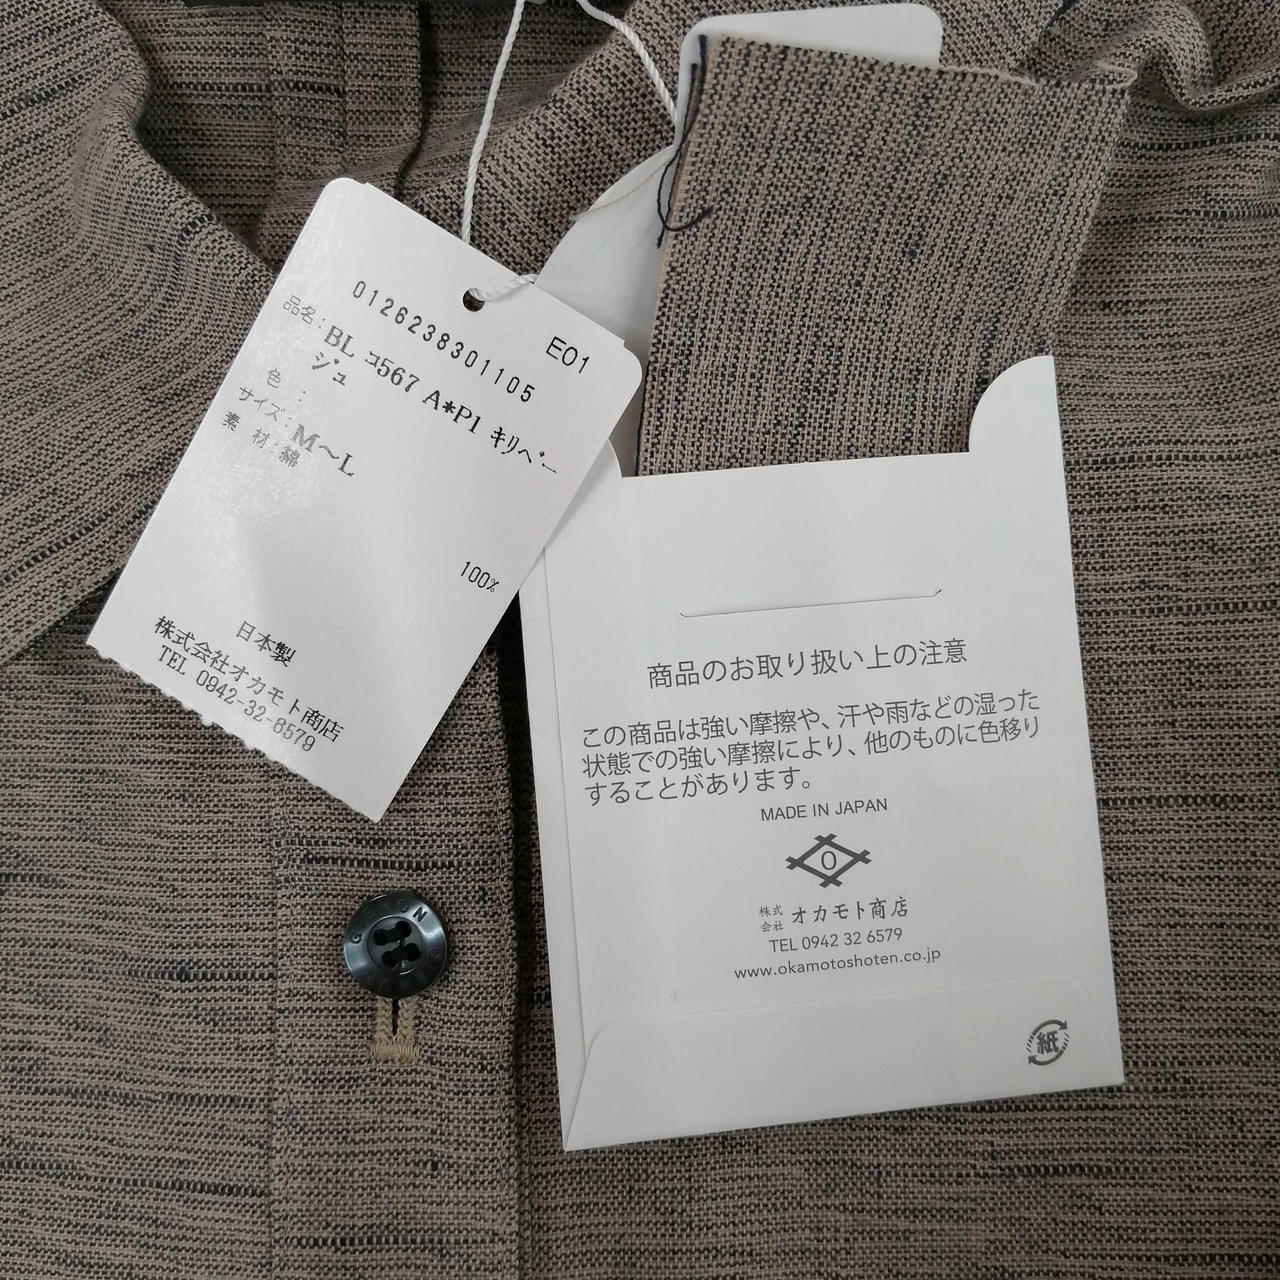 0126238301105
E01
品名:BL コ567 A*P1 キリベー
ジュ
色 :
サイズ:M～L
素 材:綿
100%
日本製
株式会社オカモト商店
TEL 0942-32-6579
商品のお取り扱い上の注意
この商品は強い摩擦や、汗や雨などの湿った
状態での強い摩擦により、他のものに色移り
することがあります。
MADE IN JAPAN
O
株式会社 オカモト商店
TEL 0942 32 6579
www.okamotoshoten.co.jp
紙